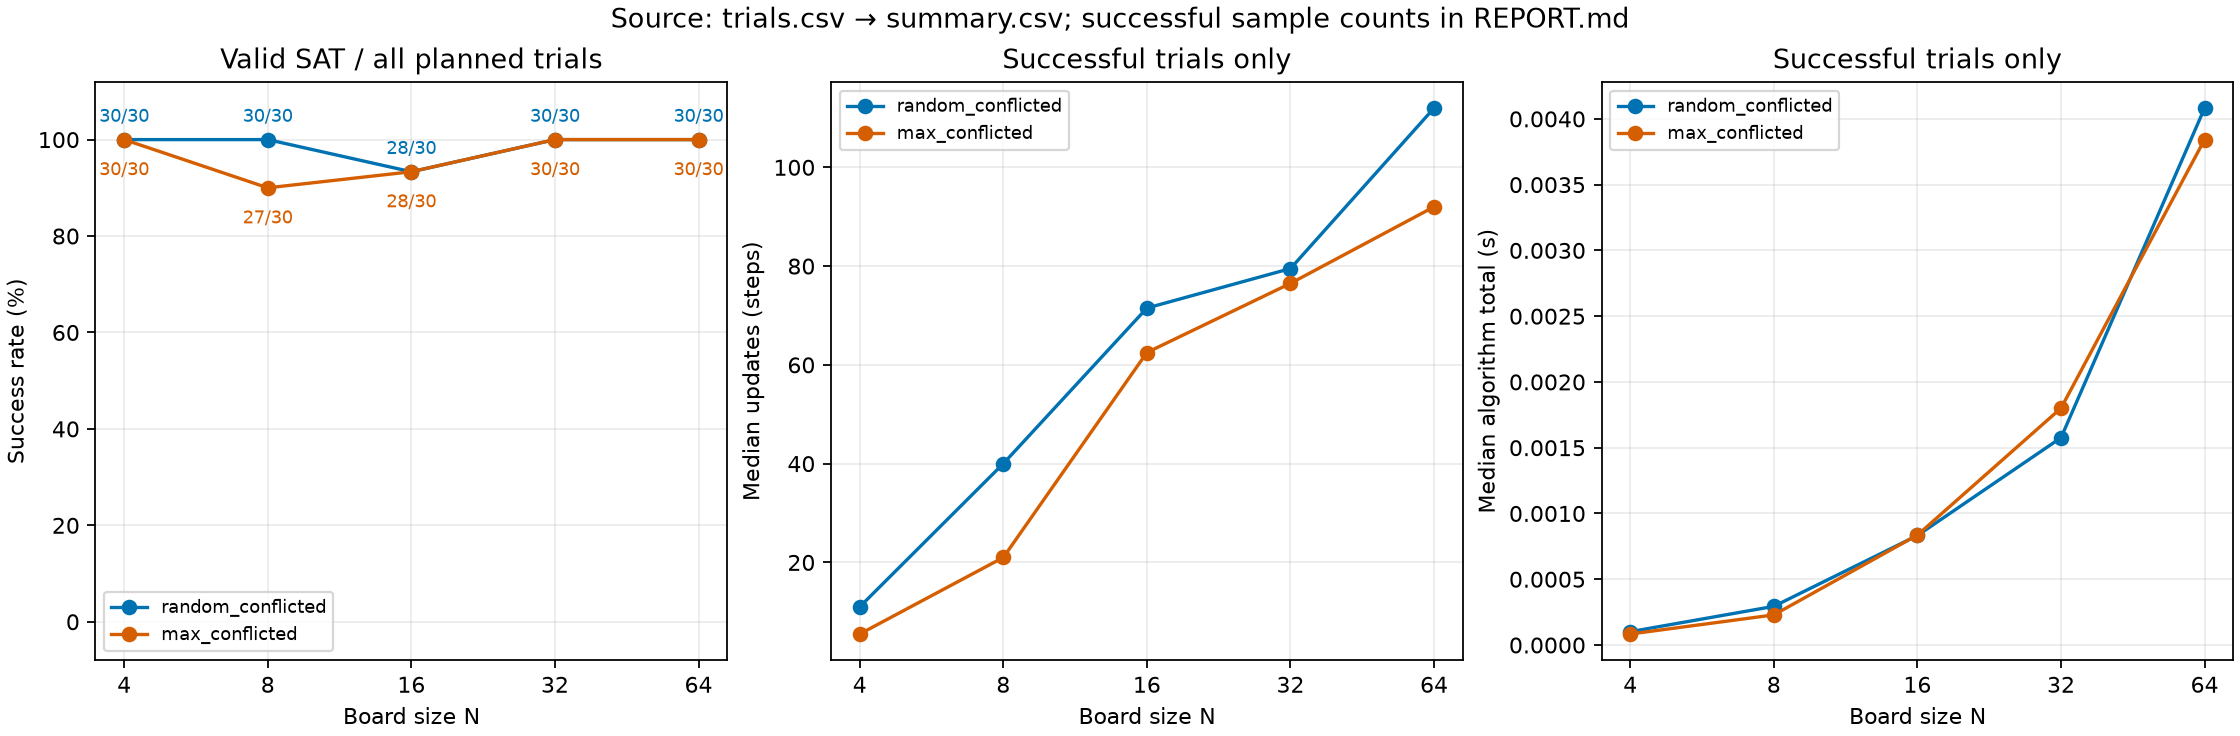 Source: trials.csv → summary.csv; successful sample counts in REPORT.md
Valid SAT / all planned trials
30/30
30/30
28/30
30/30
30/30
30/30
27/30
28/30
30/30
30/30
100
80
60
40
20
0
Success rate (%)
random_conflicted
max_conflicted
4
8
16
32
64
Board size N
Successful trials only
random_conflicted
max_conflicted
100
80
60
40
20
Median updates (steps)
4
8
16
32
64
Board size N
Successful trials only
random_conflicted
max_conflicted
0.0040
0.0035
0.0030
0.0025
0.0020
0.0015
0.0010
0.0005
0.0000
Median algorithm total (s)
4
8
16
32
64
Board size N